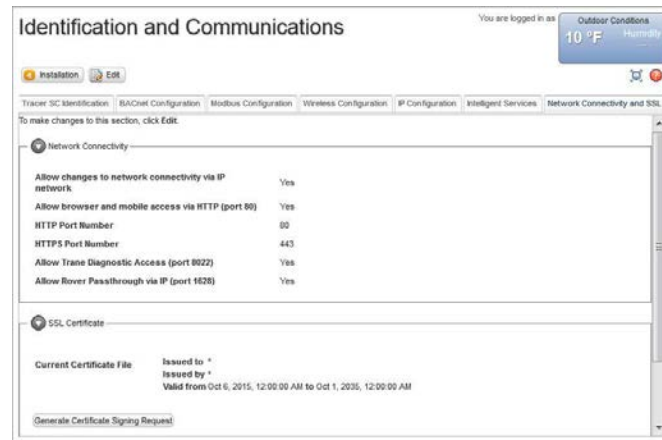 Identification and Communications
You are logged in as
Outdoor Conditions
10 °F Humidity
--
Installation Edit
Tracer SC Identification BACnet Configuration Modbus Configuration Wireless Configuration IP Configuration Intelligent Services Network Connectivity and SSL
To make changes to this section, click Edit.
Network Connectivity
Allow changes to network connectivity via IP
network Yes
Allow browser and mobile access via HTTP (port 80) Yes
HTTP Port Number 80
HTTPS Port Number 443
Allow Trane Diagnostic Access (port 8022) Yes
Allow Rover Passthrough via IP (port 1628) Yes
SSL Certificate
Current Certificate File Issued to *
Issued by *
Valid from Oct 6, 2015, 12:00:00 AM to Oct 1, 2035, 12:00:00 AM
Generate Certificate Signing Request